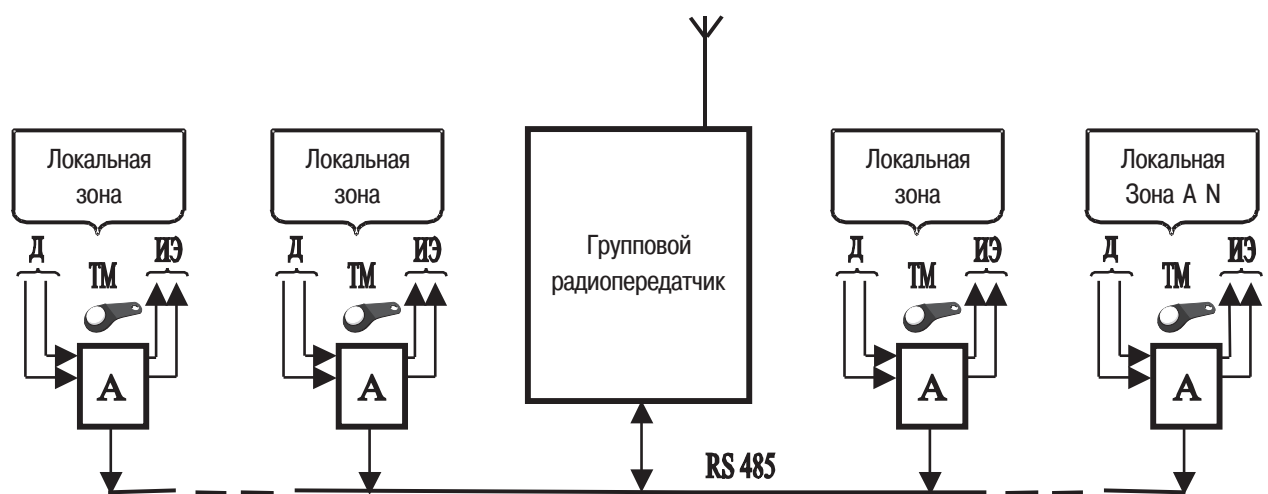 Локальная
зона
Локальная
зона
Локальная
зона
Локальная
Зона A N
Групповой
радиопередатчик
Д
ТМ
ИЭ
Д
ТМ
ИЭ
Д
ТМ
ИЭ
Д
ТМ
ИЭ
А
А
А
А
RS 485